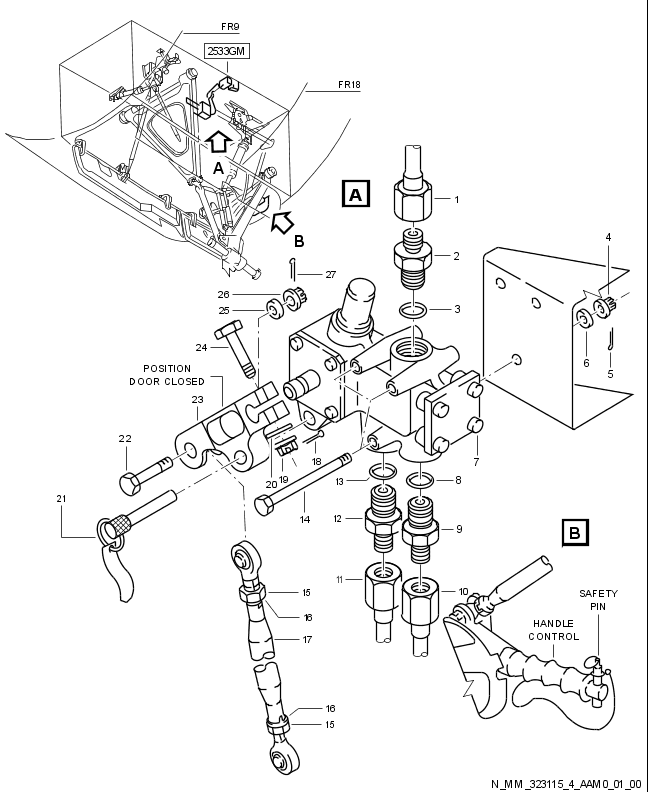 FR9
2533GM
FR18
A
B
A
1
2
3
4
27
26
25
6
5
24
POSITION
DOOR CLOSED
23
22
21
20
19
18
14
13
8
7
12
9
11
10
B
SAFETY
PIN
HANDLE
CONTROL
15
16
17
16
15
N_MM_323115_4_AAM0_01_00